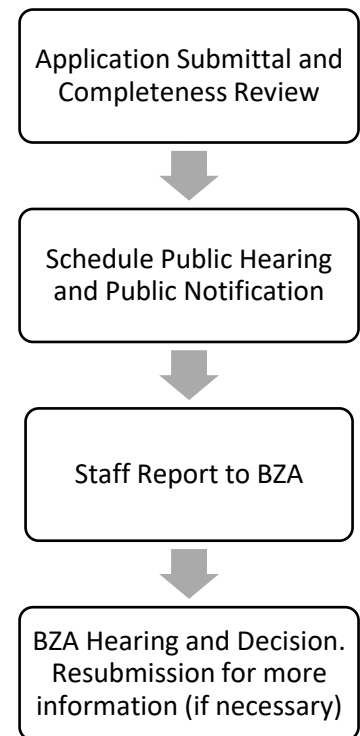 Application Submittal and
Completeness Review
Schedule Public Hearing
and Public Notification
Staff Report to BZA
BZA Hearing and Decision.
Resubmission for more
information (if necessary)